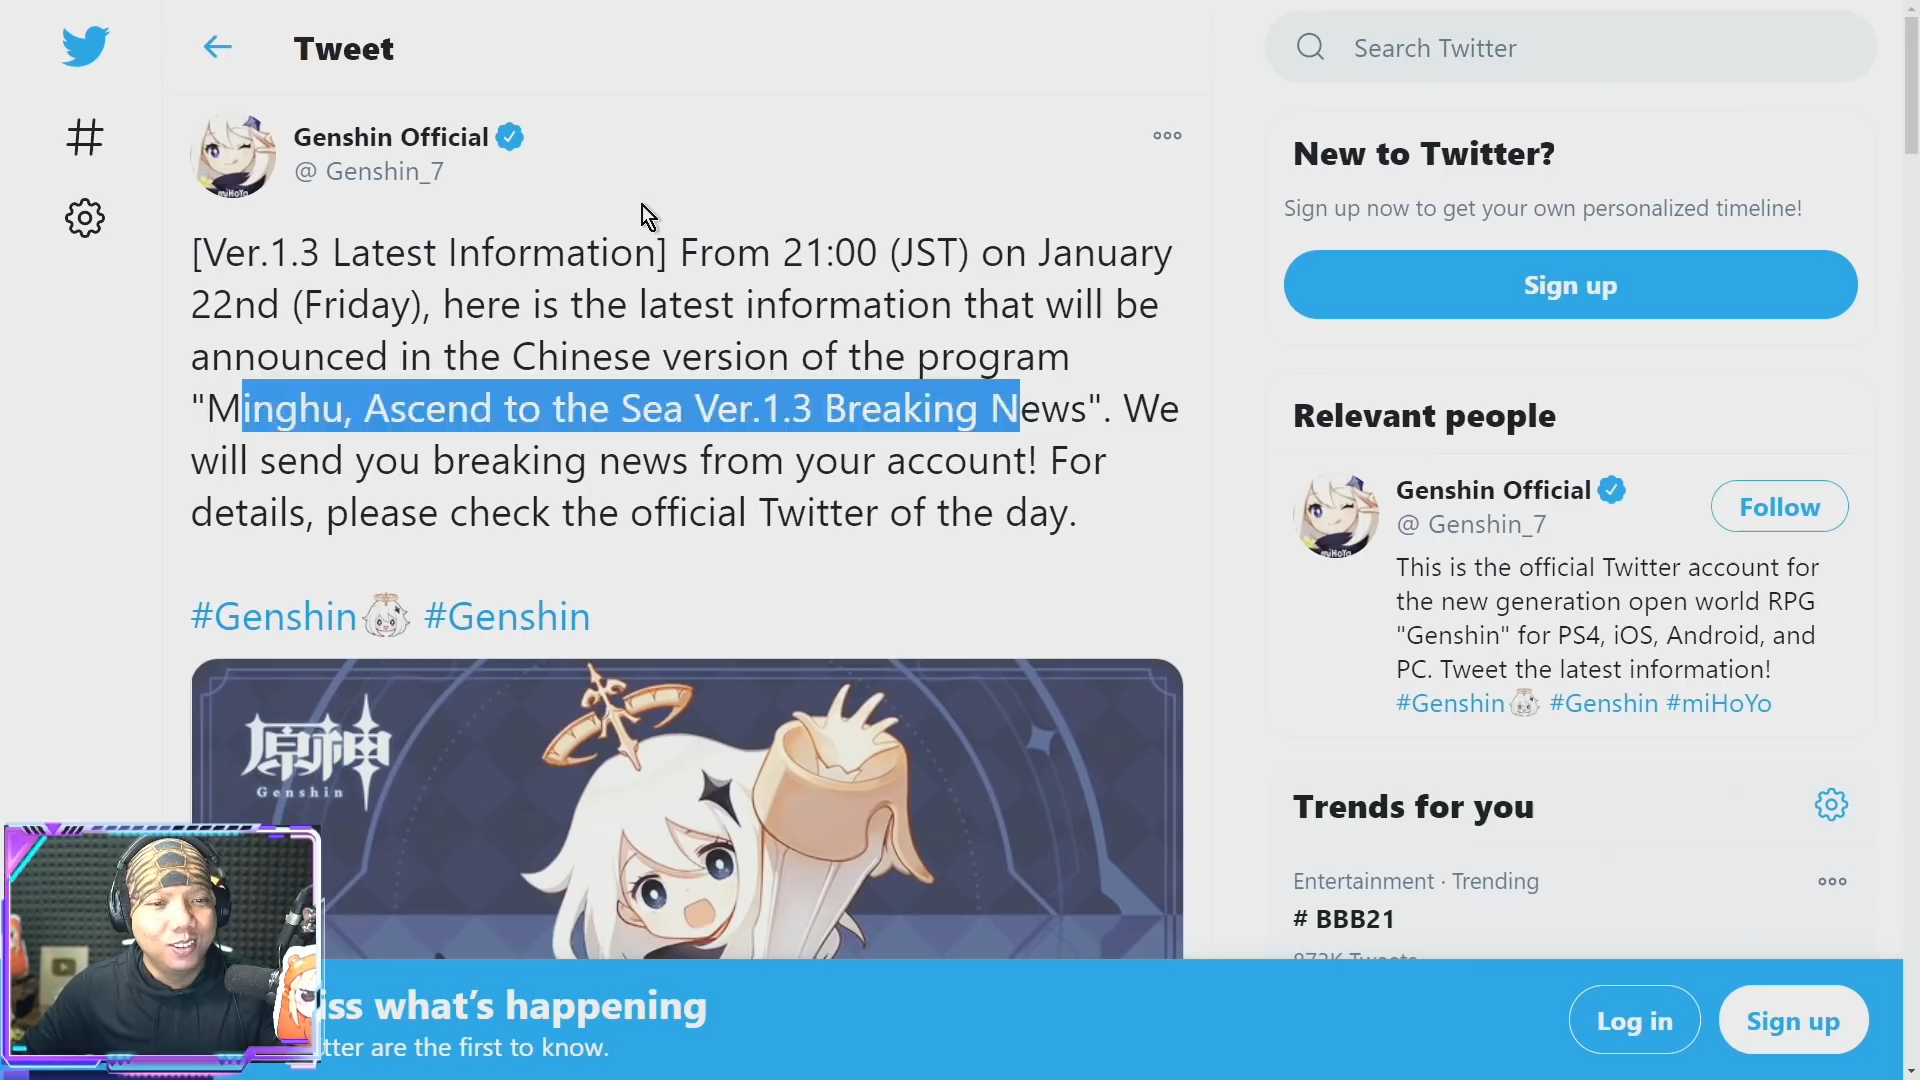 Tweet
Genshin Official
@ Genshin_7
[Ver.1.3 Latest Information] From 21:00 (JST) on January
22nd (Friday), here is the latest information that will be
announced in the Chinese version of the program
"Minghu, Ascend to the Sea Ver.1.3 Breaking News". We
will send you breaking news from your account! For
details, please check the official Twitter of the day.
#Genshin #Genshin
原神
Genshin
miHoYo
Search Twitter
New to Twitter?
Sign up now to get your own personalized timeline!
Sign up
Relevant people
Genshin Official
@ Genshin_7
Follow
miHoYo
This is the official Twitter account for
the new generation open world RPG
"Genshin" for PS4, iOS, Android, and
PC. Tweet the latest information!
#Genshin #Genshin #miHoYo
Trends for you
Entertainment · Trending
# BBB21
iss what's happening
tter are the first to know.
Log in
Sign up